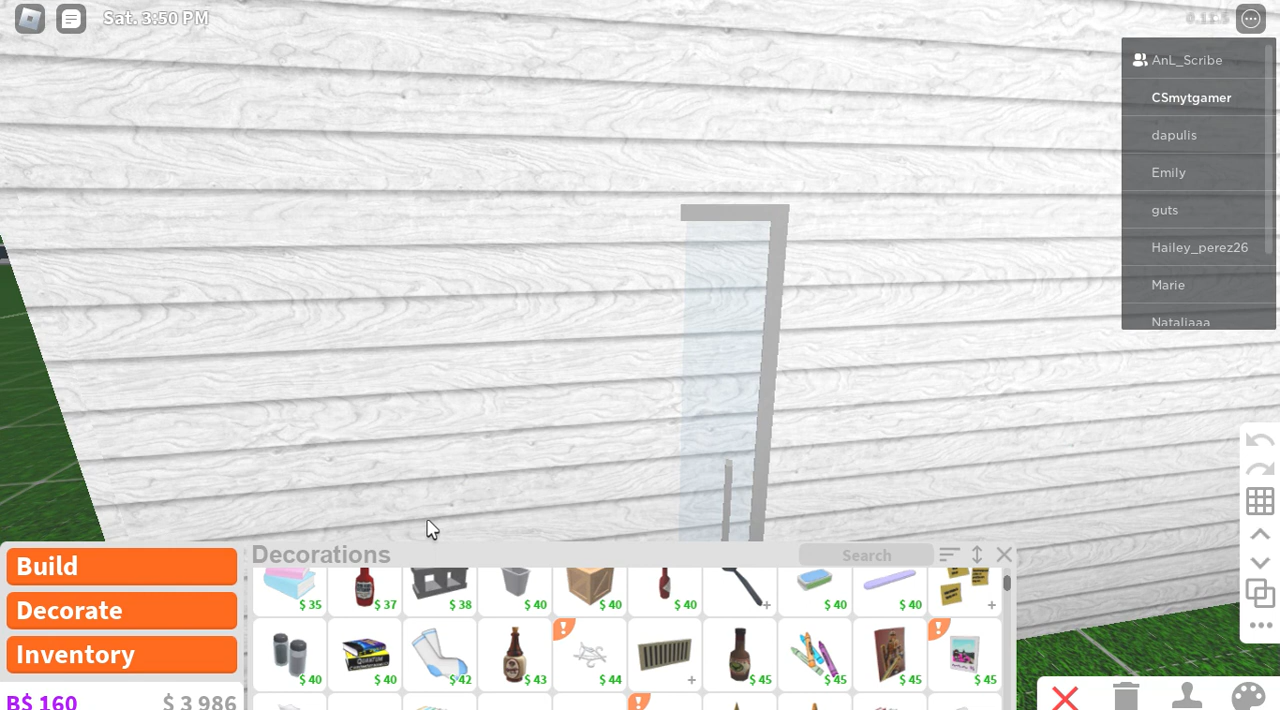 Sat. 3:50 PM
AnL_Scribe
CSmytgamer
dapulis
Emily
guts
Hailey_perez26
Marie
Nataliaaa
Build
Decorate
Inventory
B$ 160
$ 3 986
Decorations
Search
$ 35
$ 37
$ 38
$ 40
$ 40
$ 40
+
$ 40
$ 40
+
$ 40
$ 40
$ 42
$ 43
$ 44
+
$ 45
$ 45
$ 45
$ 45